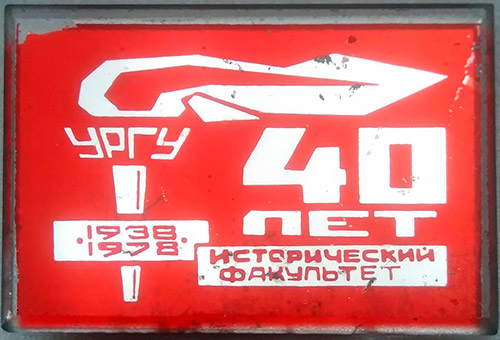 УРГУ
40
ЛЕТ
1938
·1978·
ИСТОРИЧЕСКИЙ
ФАКУЛЬТЕТ